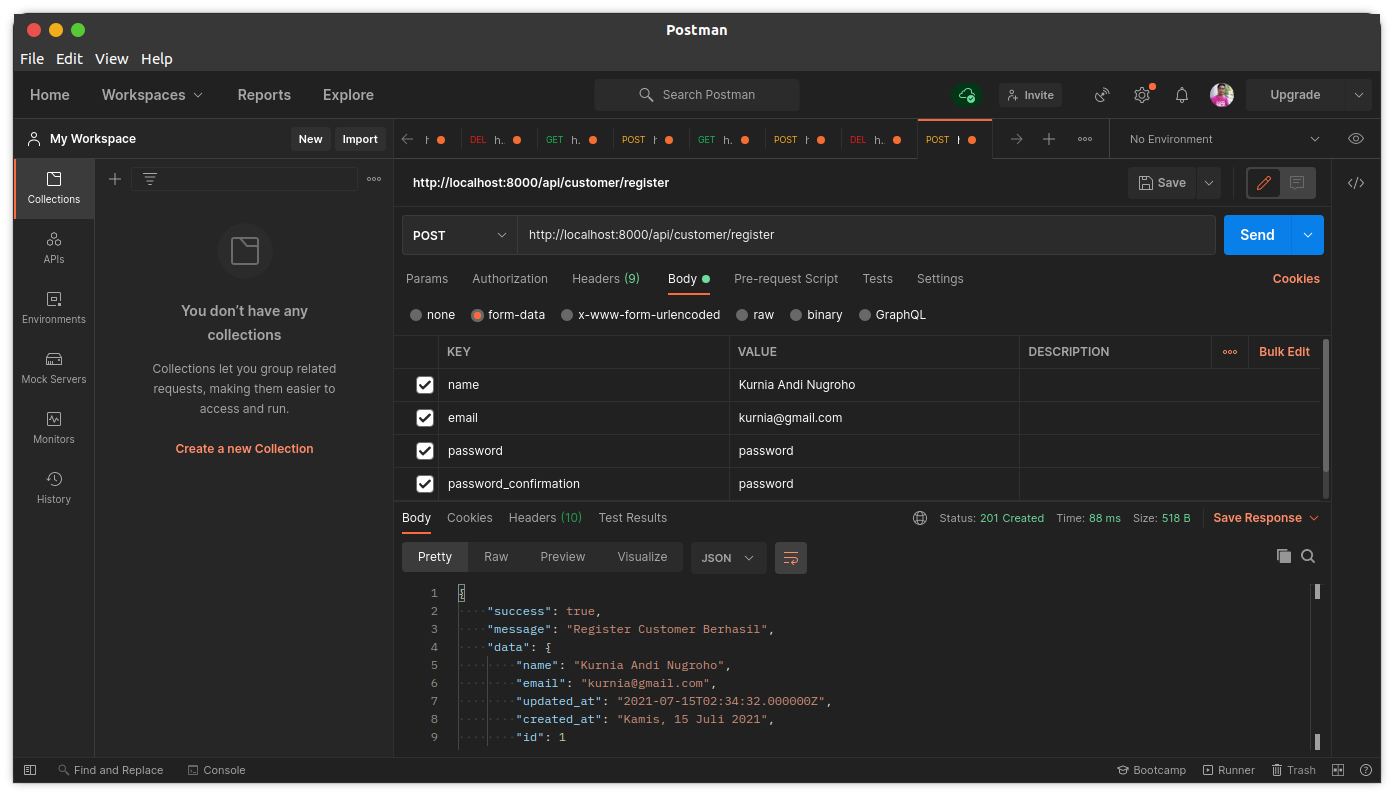 Postman
File Edit View Help
Home Workspaces Reports Explore Search Postman Invite Upgrade
My Workspace New Import
DEL h.. GET h. POST h GET h. POST h DEL h.. POST
No Environment
Collections
APIs
Environments
Mock Servers
Monitors
History
You don't have any
collections
Collections let you group related
requests, making them easier to
access and run.
Create a new Collection
http://localhost:8000/api/customer/register Save
POST http://localhost:8000/api/customer/register Send
Params Authorization Headers (9) Body Pre-request Script Tests Settings Cookies
none form-data x-www-form-urlencoded raw binary GraphQL
KEY VALUE DESCRIPTION Bulk Edit
name Kurnia Andi Nugroho
email kurnia@gmail.com
password password
password_confirmation password
Body Cookies Headers (10) Test Results Status: 201 Created Time: 88 ms Size: 518 B Save Response
Pretty Raw Preview Visualize JSON
1 {
2 "success": true,
3 "message": "Register Customer Berhasil",
4 "data": {
5 "name": "Kurnia Andi Nugroho",
6 "email": "kurnia@gmail.com",
7 "updated_at": "2021-07-15T02:34:32.000000Z",
8 "created_at": "Kamis, 15 Juli 2021",
9 "id": 1
Find and Replace Console Bootcamp Runner Trash